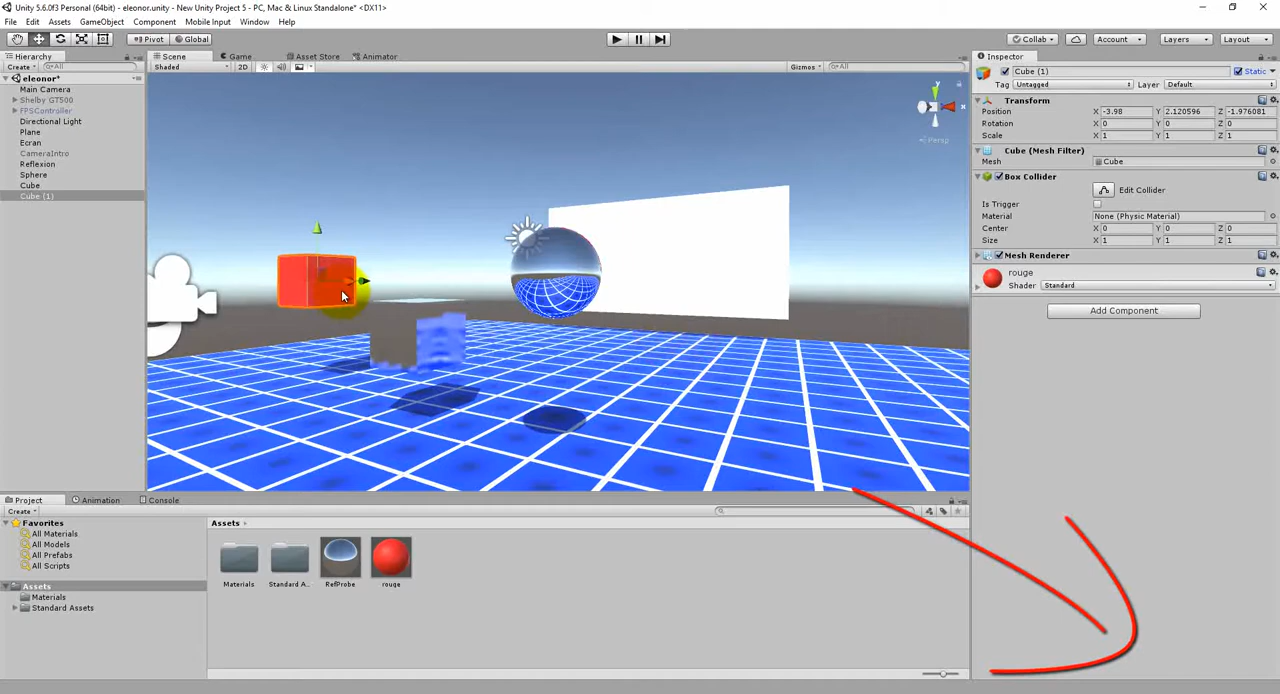 Unity 5.6.0f3 Personal (64bit) - eleonor.unity - New Unity Project 5 - PC, Mac & Linux Standalone* <DX11>
File Edit Assets GameObject Component Mobile Input Window Help
Pivot Global Collab Account Layers Layout
Hierarchy Scene Game Asset Store Animator Inspector
Create All Shaded 2D Gizmos All Cube (1) Static
eleonor* Tag Untagged Layer Default
Main Camera
Shelby GT500
FPSController
Directional Light
Plane
Ecran
CameraIntro
Reflexion
Sphere
Cube
Cube (1)
y
x
Persp
Transform
Position X -3.98 Y 2.120596 Z -1.976081
Rotation X 0 Y 0 Z 0
Scale X 1 Y 1 Z 1
Cube (Mesh Filter)
Mesh Cube
Box Collider
Edit Collider
Is Trigger
Material None (Physic Material)
Center X 0 Y 0 Z 0
Size X 1 Y 1 Z 1
Mesh Renderer
rouge
Shader Standard
Add Component
Project Animation Console
Create
Favorites
All Materials
All Models
All Prefabs
All Scripts
Assets
Materials
Standard Assets
Assets
Materials Standard A.. RefProbe rouge